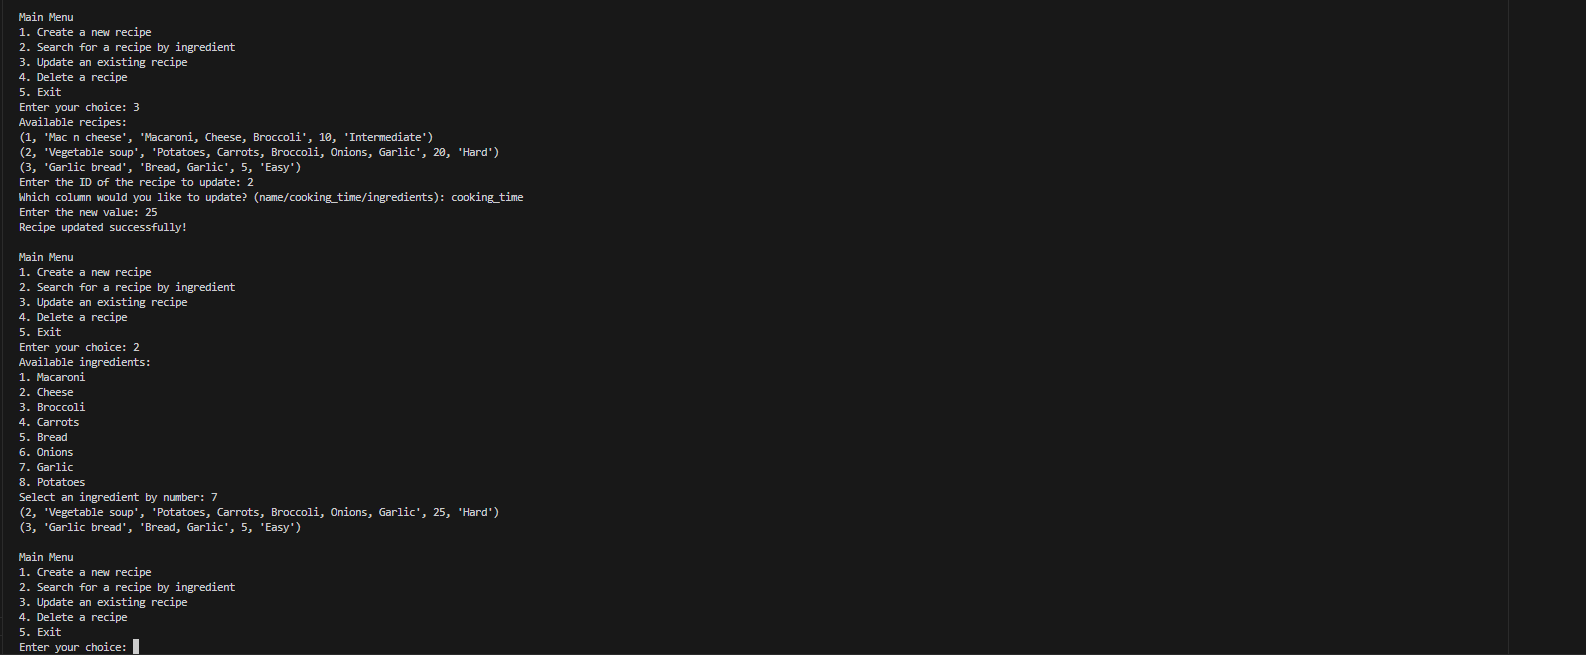 Main Menu
1. Create a new recipe
2. Search for a recipe by ingredient
3. Update an existing recipe
4. Delete a recipe
5. Exit
Enter your choice: 3
Available recipes:
(1, 'Mac n cheese', 'Macaroni, Cheese, Broccoli', 10, 'Intermediate')
(2, 'Vegetable soup', 'Potatoes, Carrots, Broccoli, Onions, Garlic', 20, 'Hard')
(3, 'Garlic bread', 'Bread, Garlic', 5, 'Easy')
Enter the ID of the recipe to update: 2
Which column would you like to update? (name/cooking_time/ingredients): cooking_time
Enter the new value: 25
Recipe updated successfully!

Main Menu
1. Create a new recipe
2. Search for a recipe by ingredient
3. Update an existing recipe
4. Delete a recipe
5. Exit
Enter your choice: 2
Available ingredients:
1. Macaroni
2. Cheese
3. Broccoli
4. Carrots
5. Bread
6. Onions
7. Garlic
8. Potatoes
Select an ingredient by number: 7
(2, 'Vegetable soup', 'Potatoes, Carrots, Broccoli, Onions, Garlic', 25, 'Hard')
(3, 'Garlic bread', 'Bread, Garlic', 5, 'Easy')

Main Menu
1. Create a new recipe
2. Search for a recipe by ingredient
3. Update an existing recipe
4. Delete a recipe
5. Exit
Enter your choice: